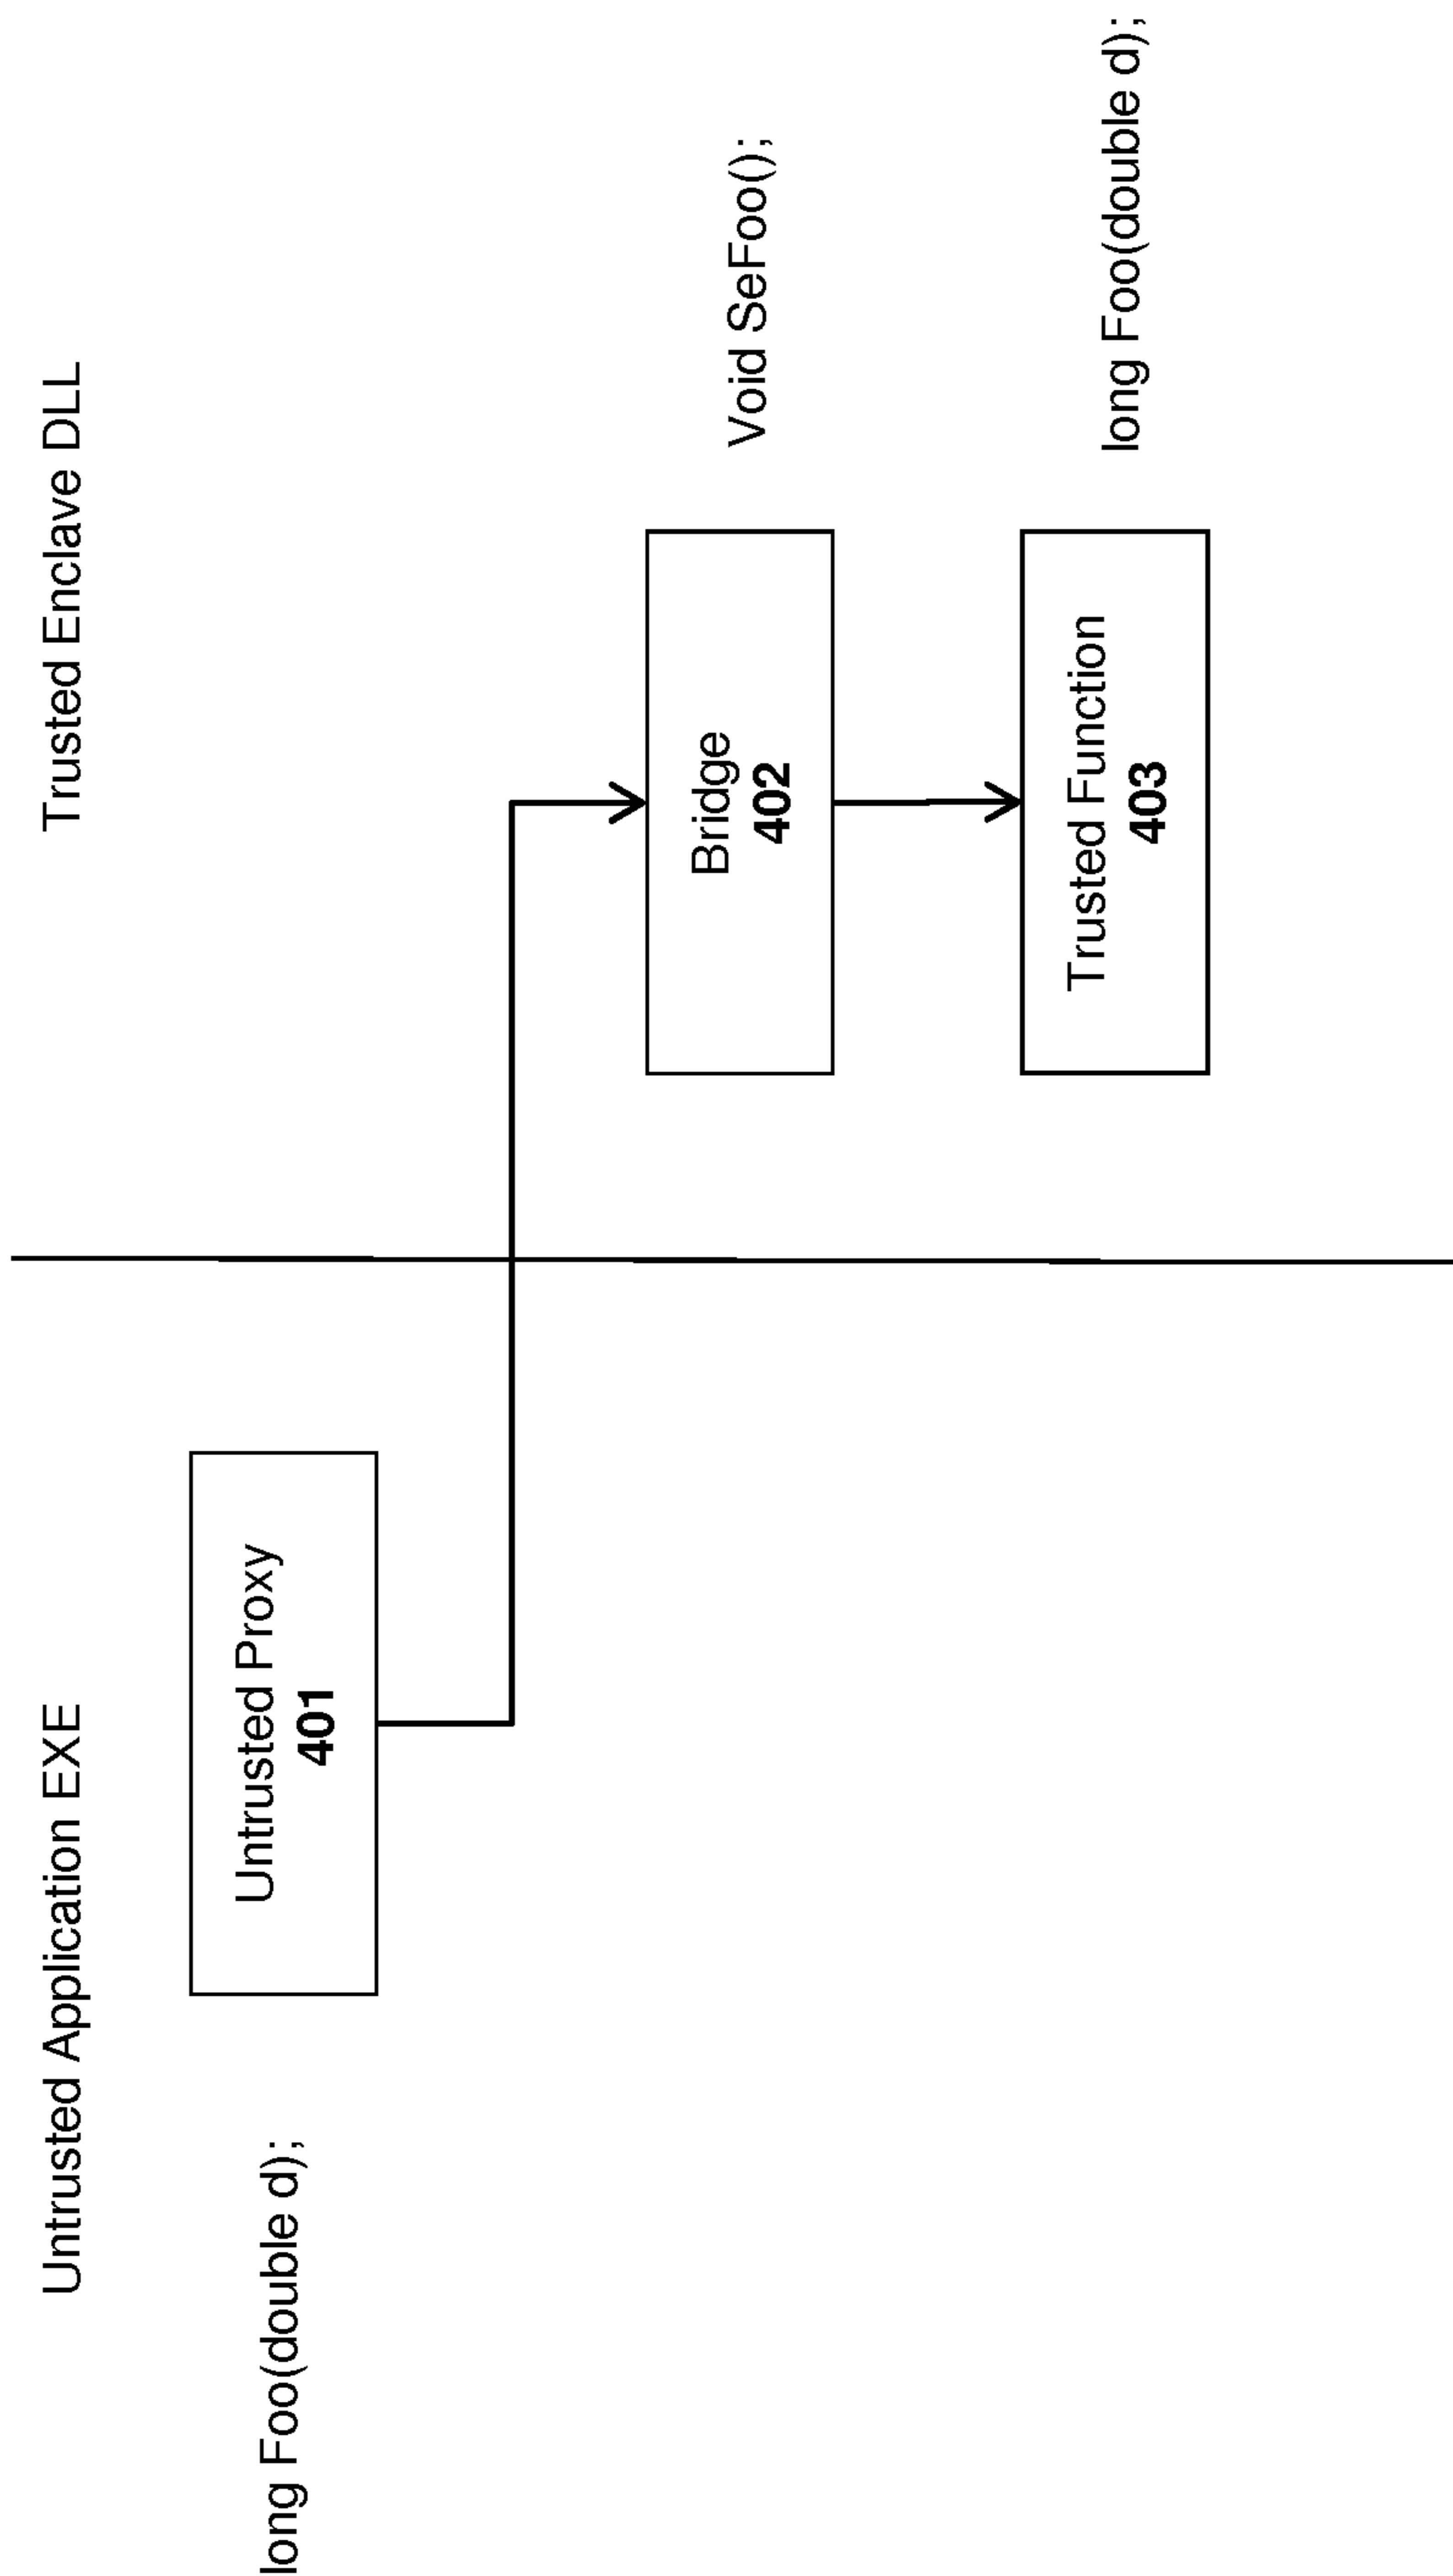 Untrusted Application EXE
Trusted Enclave DLL
long Foo(double d);
Untrusted Proxy
401
Bridge
402
Void SeFoo();
Trusted Function
403
long Foo(double d);